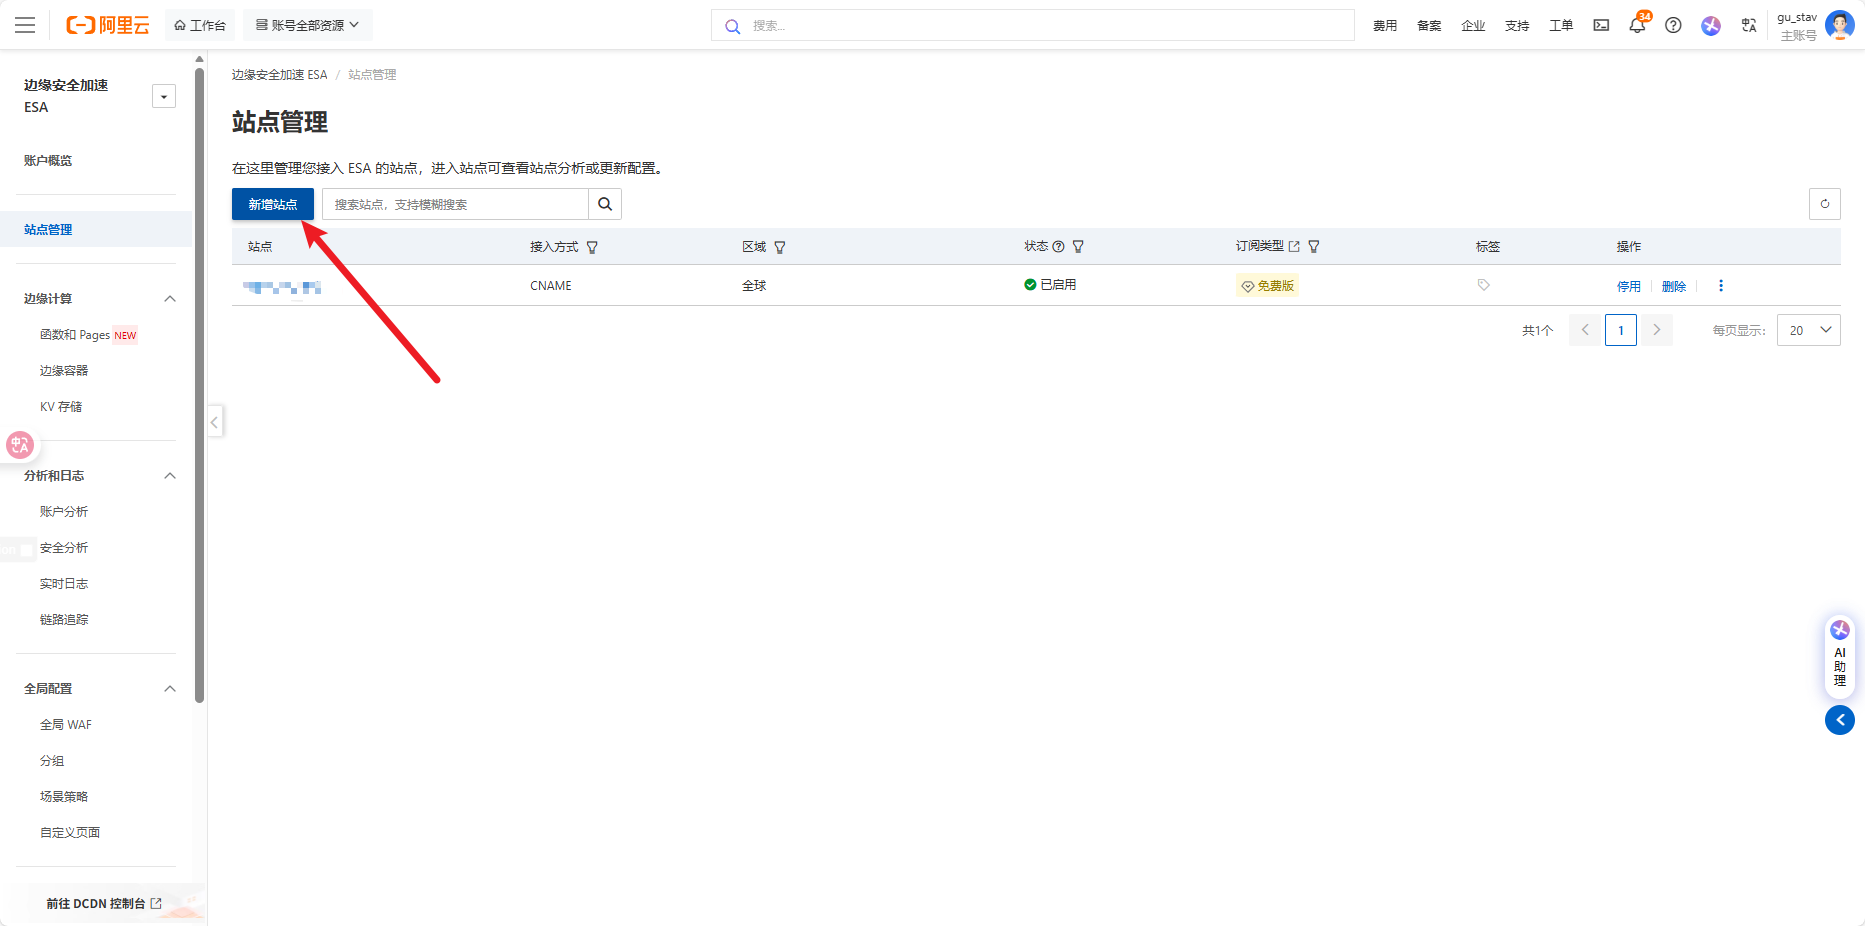 阿里云
工作台
账号全部资源
搜索...
费用
备案
企业
支持
工单
34
gu_stav
主账号
边缘安全加速
ESA
账户概览
站点管理
边缘计算
函数和 Pages NEW
边缘容器
KV 存储
分析和日志
账户分析
安全分析
实时日志
链路追踪
全局配置
全局 WAF
分组
场景策略
自定义页面
前往 DCDN 控制台
边缘安全加速 ESA / 站点管理
站点管理
在这里管理您接入 ESA 的站点，进入站点可查看站点分析或更新配置。
新增站点
搜索站点，支持模糊搜索
站点 接入方式 区域 状态 订阅类型 标签 操作
CNAME 全球 已启用 免费版 停用 删除
共1个 1 每页显示: 20
AI
助
理